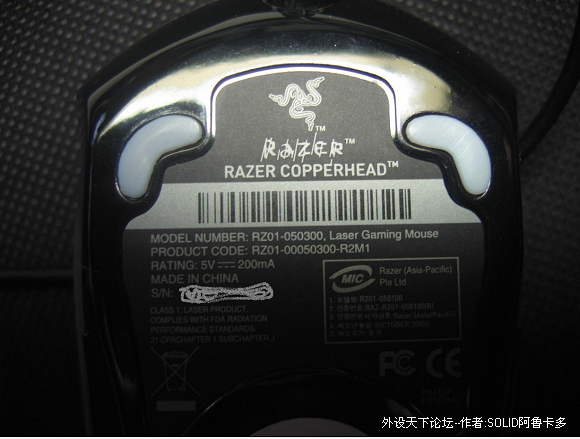 RAZER™
RAZER COPPERHEAD™
MODEL NUMBER: RZ01-050300, Laser Gaming Mouse
PRODUCT CODE: RZ01-00050300-R2M1
RATING: 5V 200mA
MADE IN CHINA
S/N:
CLASS 1, LASER PRODUCT
COMPLIES WITH FDA RADIATION
PERFORMANCE STANDARDS
21 CFRCHAPTER 1 SUBCHAPTER J
MIC
Razer (Asia-Pacific)
Pte Ltd
FC CE
外设天下论坛--作者:SOLID阿鲁卡多